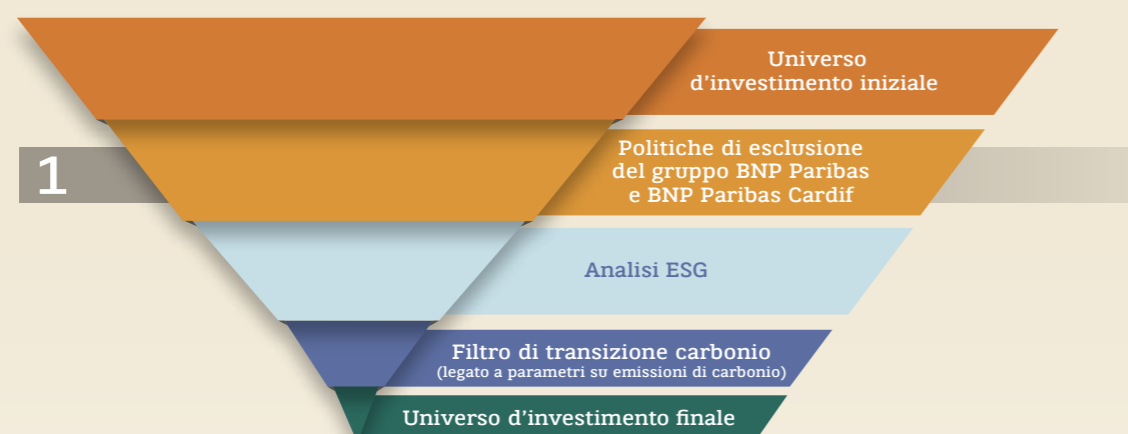 Universo
d'investimento iniziale
1
Politiche di esclusione
del gruppo BNP Paribas
e BNP Paribas Cardif
Analisi ESG
Filtro di transizione carbonio
(legato a parametri su emissioni di carbonio)
Universo d'investimento finale